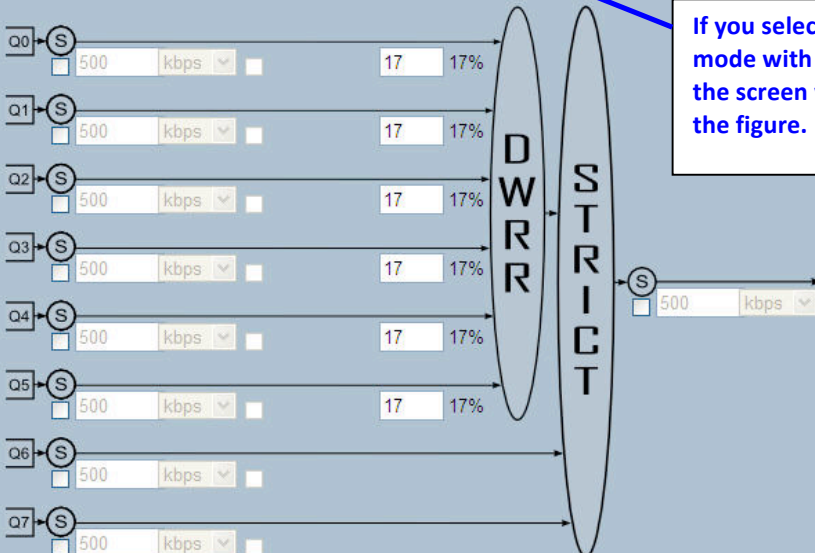 If you selec
mode with
the screen
the figure.
Q0 S
500 kbps 17 17%
Q1 S
500 kbps 17 17%
Q2 S
500 kbps 17 17%
Q3 S
500 kbps 17 17%
Q4 S
500 kbps 17 17%
Q5 S
500 kbps 17 17%
Q6 S
500 kbps
Q7 S
500 kbps
DWRR
STRICT
S
500 kbps